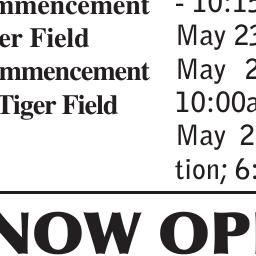 mmencement
er Field
mmencement
Tiger Field
- 10:15
May 23
May 2
10:00a
May 2
tion; 6:
NOW OP